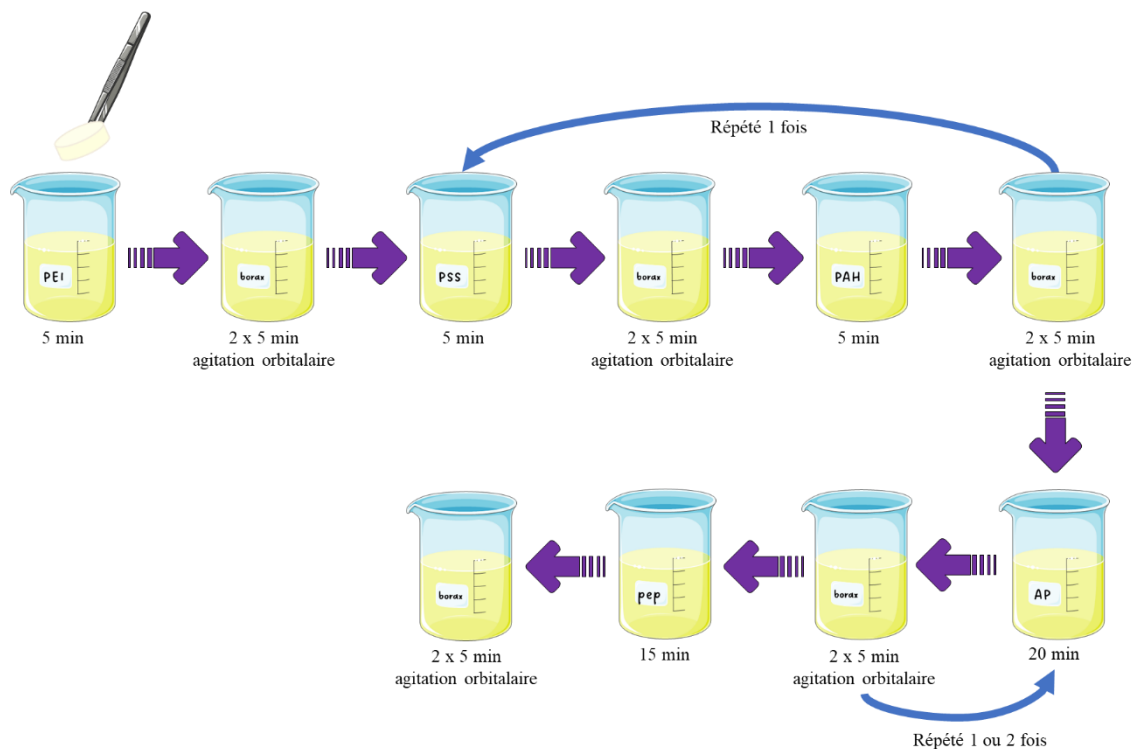 Répété 1 fois
PEI
borax
PSS
borax
PAH
borax
5 min
2 x 5 min
agitation orbitalaire
5 min
2 x 5 min
agitation orbitalaire
5 min
2 x 5 min
agitation orbitalaire
borax
pep
borax
AP
2 x 5 min
agitation orbitalaire
15 min
2 x 5 min
agitation orbitalaire
20 min
Répété 1 ou 2 fois